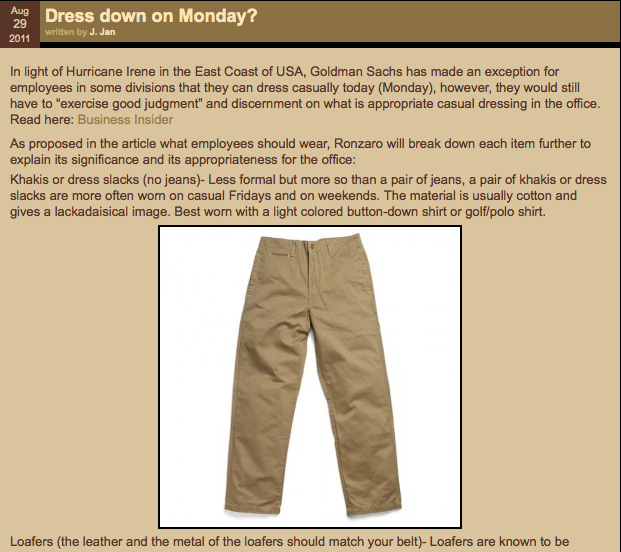 Aug
29
2011
Dress down on Monday?
written by J. Jan
In light of Hurricane Irene in the East Coast of USA, Goldman Sachs has made an exception for
employees in some divisions that they can dress casually today (Monday), however, they would still
have to “exercise good judgment” and discernment on what is appropriate casual dressing in the office.
Read here: Business Insider
As proposed in the article what employees should wear, Ronzaro will break down each item further to
explain its significance and its appropriateness for the office:
Khakis or dress slacks (no jeans)- Less formal but more so than a pair of jeans, a pair of khakis or dress
slacks are more often worn on casual Fridays and on weekends. The material is usually cotton and
gives a lackadaisical image. Best worn with a light colored button-down shirt or golf/polo shirt.
Loafers (the leather and the metal of the loafers should match your belt)- Loafers are known to be